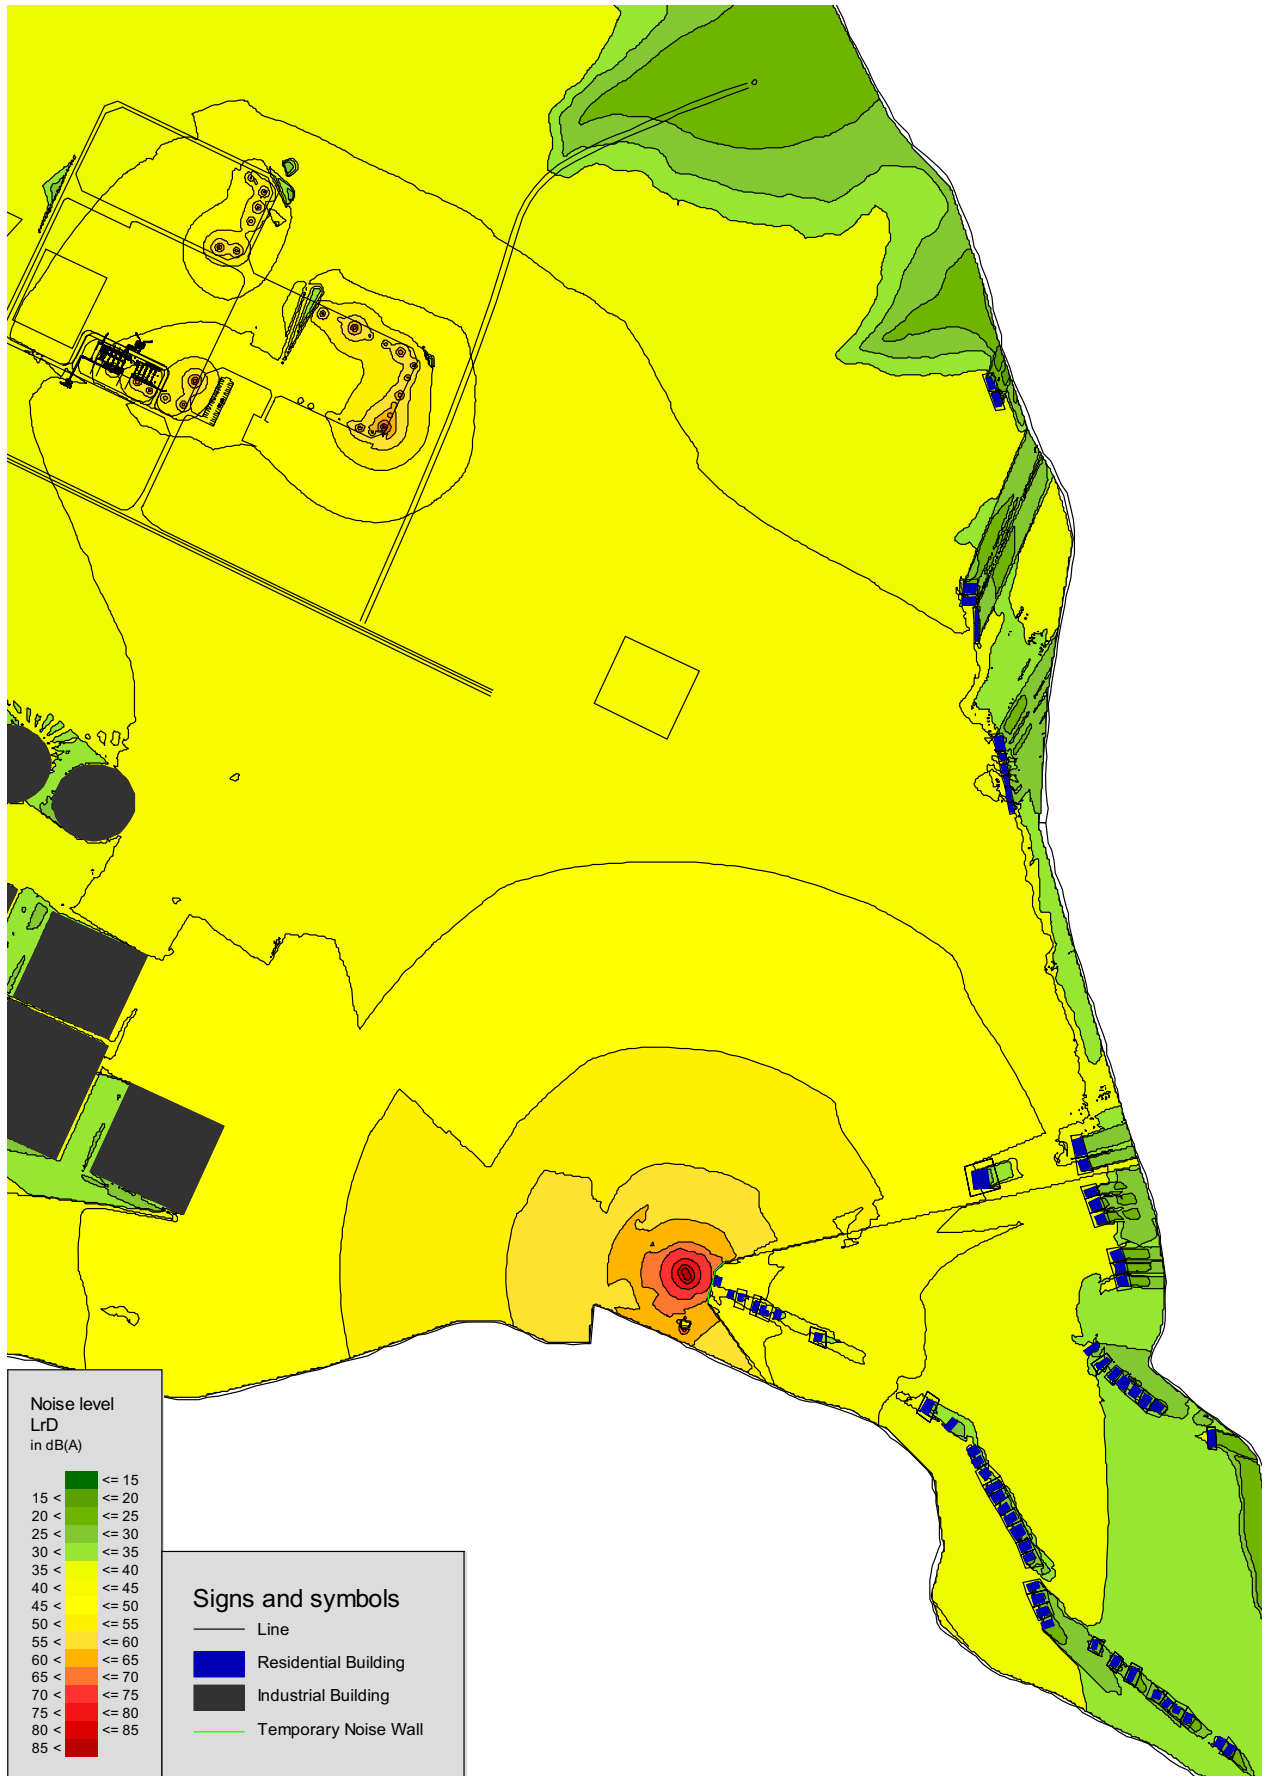 Noise level
LrD
in dB(A)
<= 15
15 < <= 20
20 < <= 25
25 < <= 30
30 < <= 35
35 < <= 40
40 < <= 45
45 < <= 50
50 < <= 55
55 < <= 60
60 < <= 65
65 < <= 70
70 < <= 75
75 < <= 80
80 < <= 85
85 <
Signs and symbols
Line
Residential Building
Industrial Building
Temporary Noise Wall